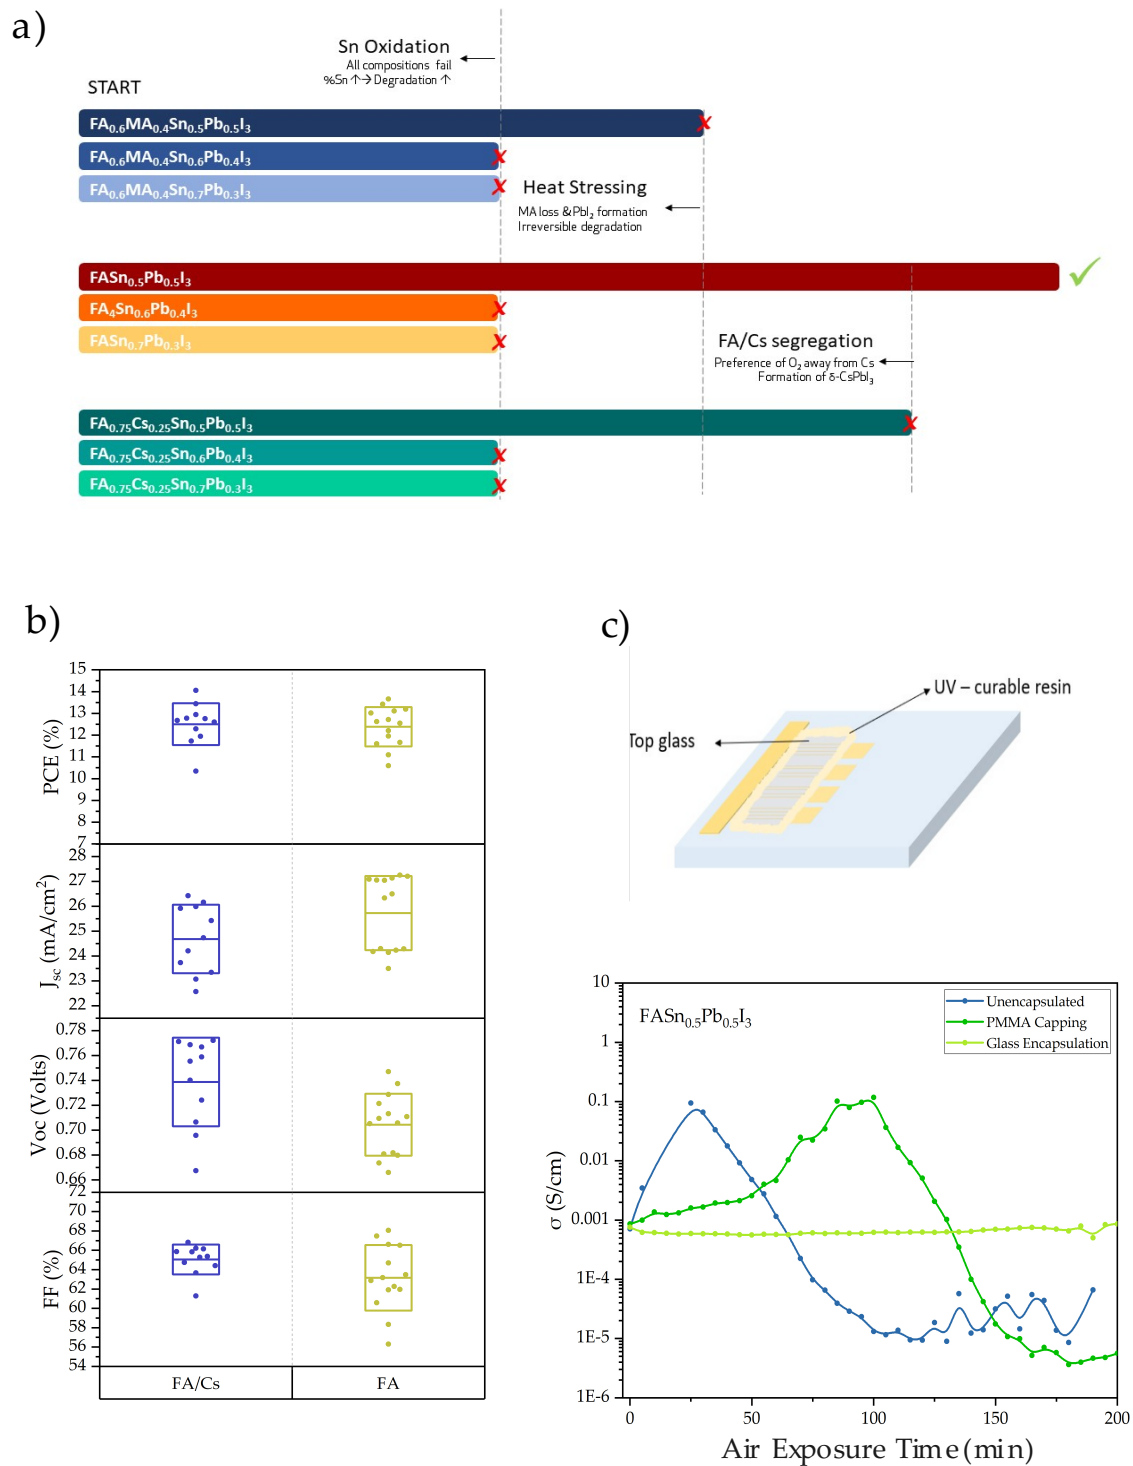 a)
Sn Oxidation
All compositions fail
%Sn ↑→ Degradation ↑
START
FA0.6MA0.4Sn0.5Pb0.5I3
FA0.6MA0.4Sn0.6Pb0.4I3
FA0.6MA0.4Sn0.7Pb0.3I3
Heat Stressing
MA loss & PbI2 formation
Irreversible degradation
FASn0.5Pb0.5I3
FA4Sn0.6Pb0.4I3
FASn0.7Pb0.3I3
FA/Cs segregation
Preference of O2 away from Cs
Formation of δ-CsPbI3
FA0.75Cs0.25Sn0.5Pb0.5I3
FA0.75Cs0.25Sn0.6Pb0.4I3
FA0.75Cs0.25Sn0.7Pb0.3I3
b)
15
14
13
12
11
10
9
8
7
PCE (%)
28
27
26
25
24
23
22
Jsc (mA/cm2)
0.78
0.76
0.74
0.72
0.70
0.68
0.66
Voc (Volts)
72
70
68
66
64
62
60
58
56
54
FF (%)
FA/Cs
FA
c)
UV – curable resin
Top glass
10
1
0.1
0.01
0.001
1E-4
1E-5
1E-6
σ (S/cm)
FASn0.5Pb0.5I3
Unencapsulated
PMMA Capping
Glass Encapsulation
0
50
100
150
200
Air Exposure Time (min)